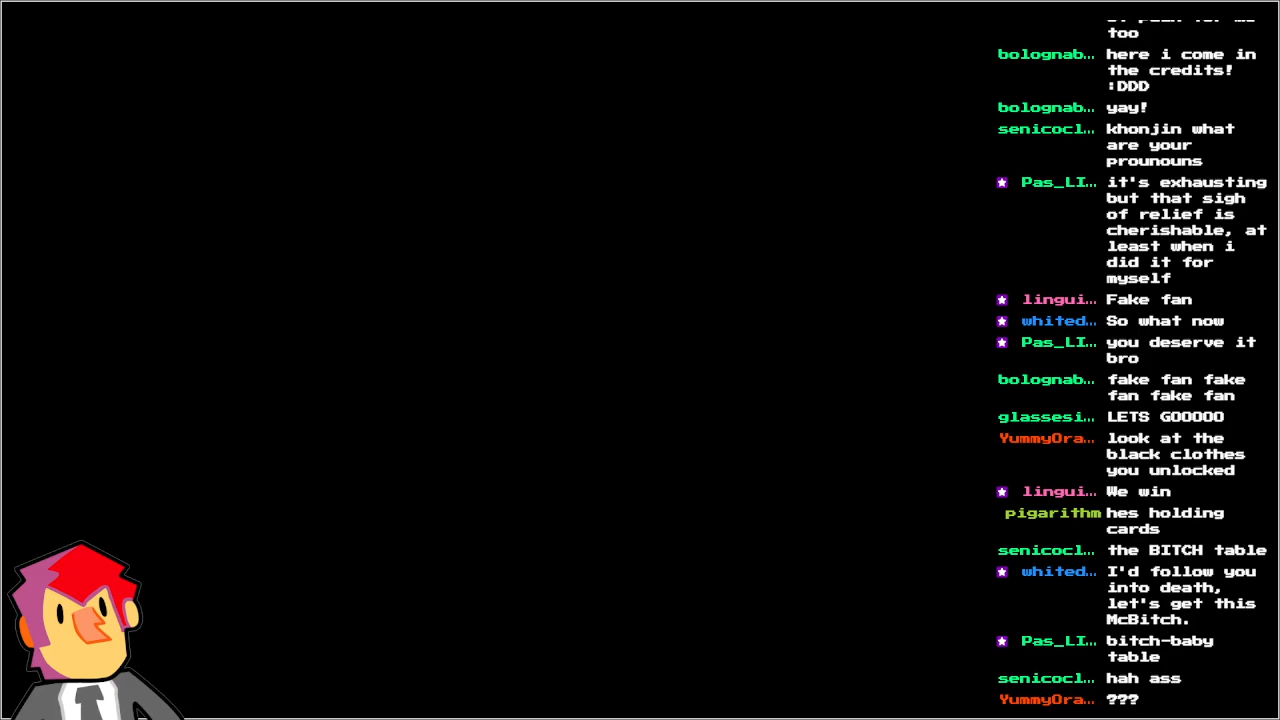 too
bolognab... here i come in
the credits!
:DDD
bolognab... yay!
senicocl... khonjin what
are your
prounouns
Pas_LI... it's exhausting
but that sigh
of relief is
cherishable, at
least when i
did it for
myself
lingui... Fake fan
whited... So what now
Pas_LI... you deserve it
bro
bolognab... fake fan fake
fan fake fan
glassesi... LETS GOOOOO
YummyOra... look at the
black clothes
you unlocked
lingui... We win
pigarithm hes holding
cards
senicocl... the BITCH table
whited... I'd follow you
into death,
let's get this
McBitch.
Pas_LI... bitch-baby
table
senicocl... hah ass
YummyOra... ???